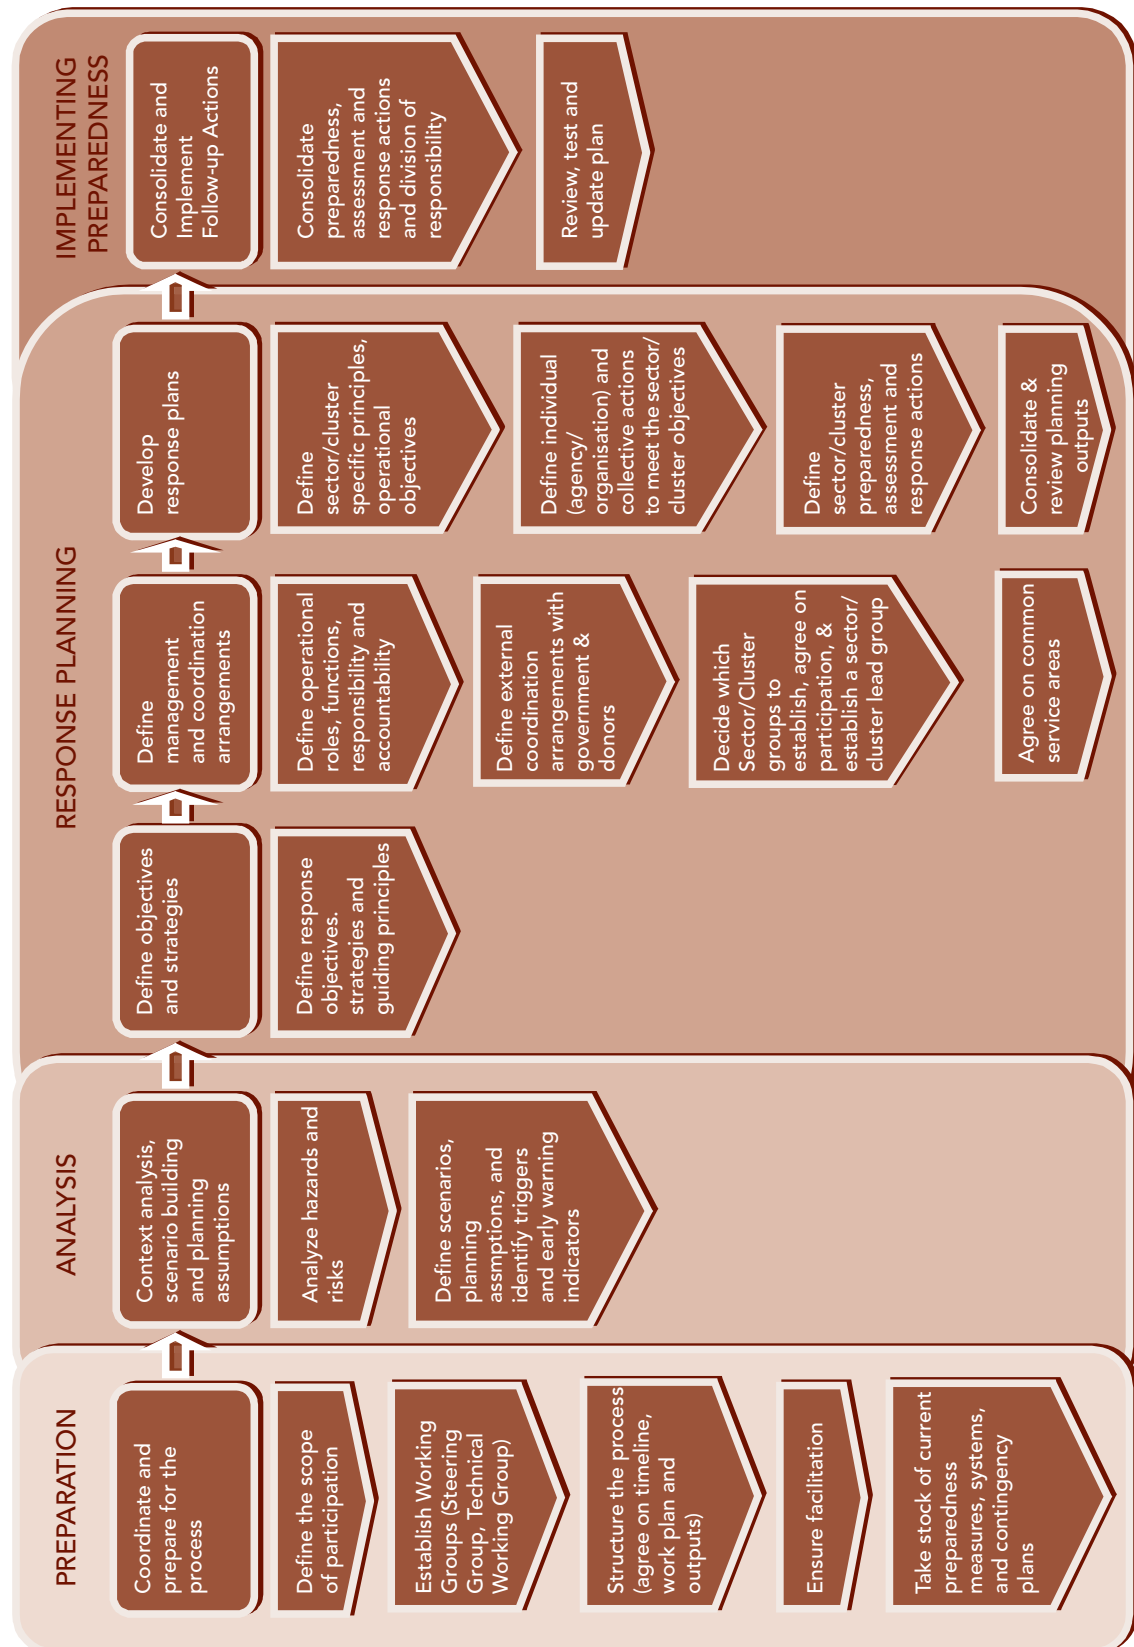 PREPARATION
Coordinate and
prepare for the
process
Define the scope
of participation
Establish Working
Groups (Steering
Group, Technical
Working Group)
Structure the process
(agree on timeline,
work plan and
outputs)
Ensure facilitation
Take stock of current
preparedness
measures, systems,
and contingency
plans
ANALYSIS
Context analysis,
scenario building
and planning
assumptions
Analyze hazards and
risks
Define scenarios,
planning
assmptions, and
identify triggers
and early warning
indicators
RESPONSE PLANNING
Define objectives
and strategies
Define response
objectives.
strategies and
guiding principles
Define
management
and coordination
arrangements
Define operational
roles, functions,
responsibility and
accountability
Define external
coordination
arrangements with
government &
donors
Decide which
Sector/Cluster
groups to
establish, agree on
participation, &
establish a sector/
cluster lead group
Agree on common
service areas
Develop
response plans
Define
sector/cluster
specific principles,
operational
objectives
Define individual
(agency/
organisation) and
collective actions
to meet the sector/
cluster objectives
Define
sector/cluster
preparedness,
assessment and
response actions
Consolidate &
review planning
outputs
IMPLEMENTING
PREPAREDNESS
Consolidate and
Implement
Follow-up Actions
Consolidate
preparedness,
assessment and
response actions
and division of
responsibility
Review, test and
update plan